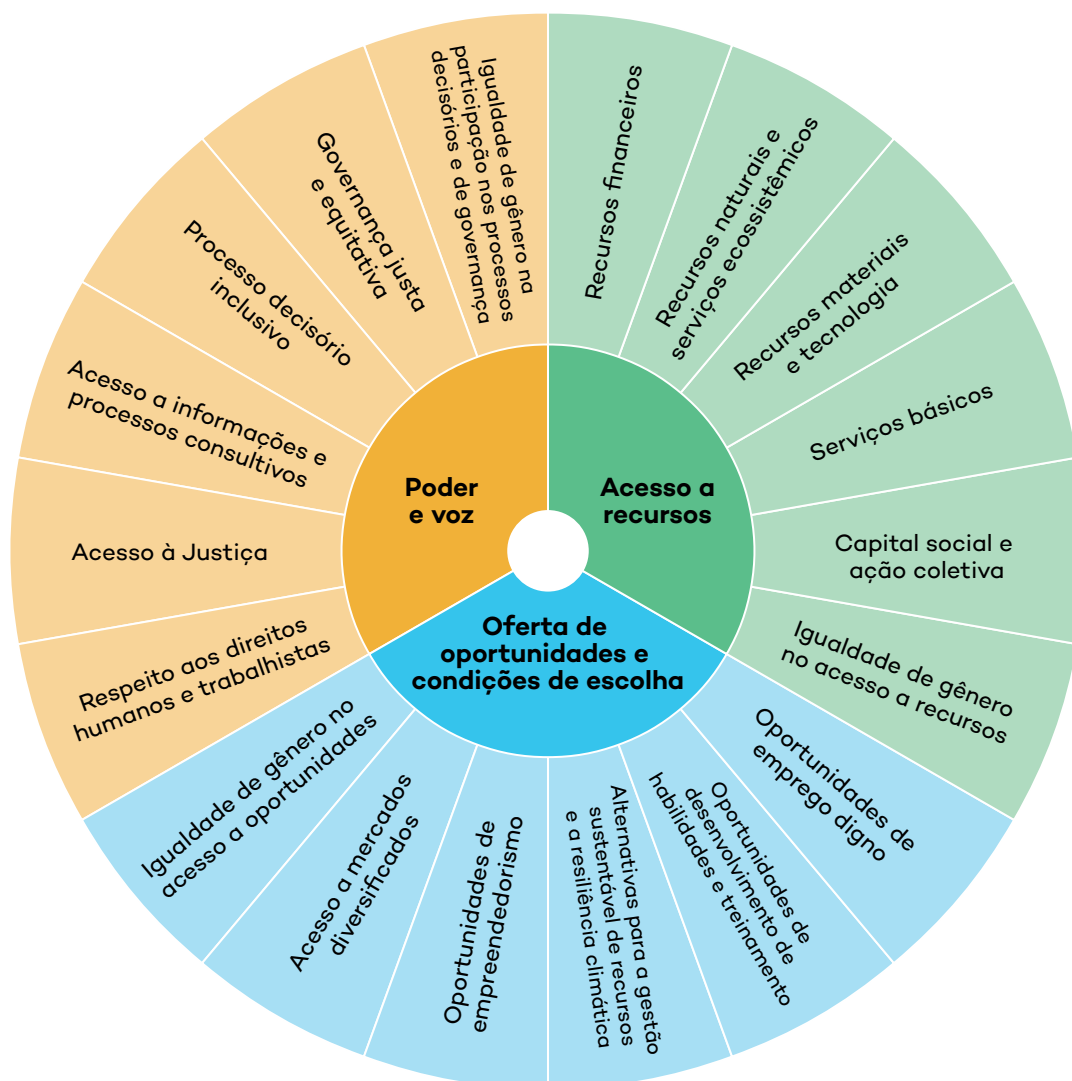 Poder
e voz
Acesso a
recursos
Oferta de
oportunidades e
condições de escolha
Recursos financeiros
Recursos naturais e
serviços ecossistêmicos
Recursos materiais
e tecnologia
Serviços básicos
Capital social e
ação coletiva
Igualdade de gênero
no acesso a recursos
Oportunidades de
emprego digno
Oportunidades de
desenvolvimento de
habilidades e treinamento
Alternativas para a gestão
sustentável de recursos
e a resiliência climática
Oportunidades de
empreendedorismo
Acesso a mercados
diversificados
Igualdade de gênero no
acesso a oportunidades
Respeito aos direitos
humanos e trabalhistas
Acesso à Justiça
Acesso a informações e
processos consultivos
Processo decisório
inclusivo
Governança justa
e equitativa
Igualdade de gênero na
participação nos processos
decisórios e de governança